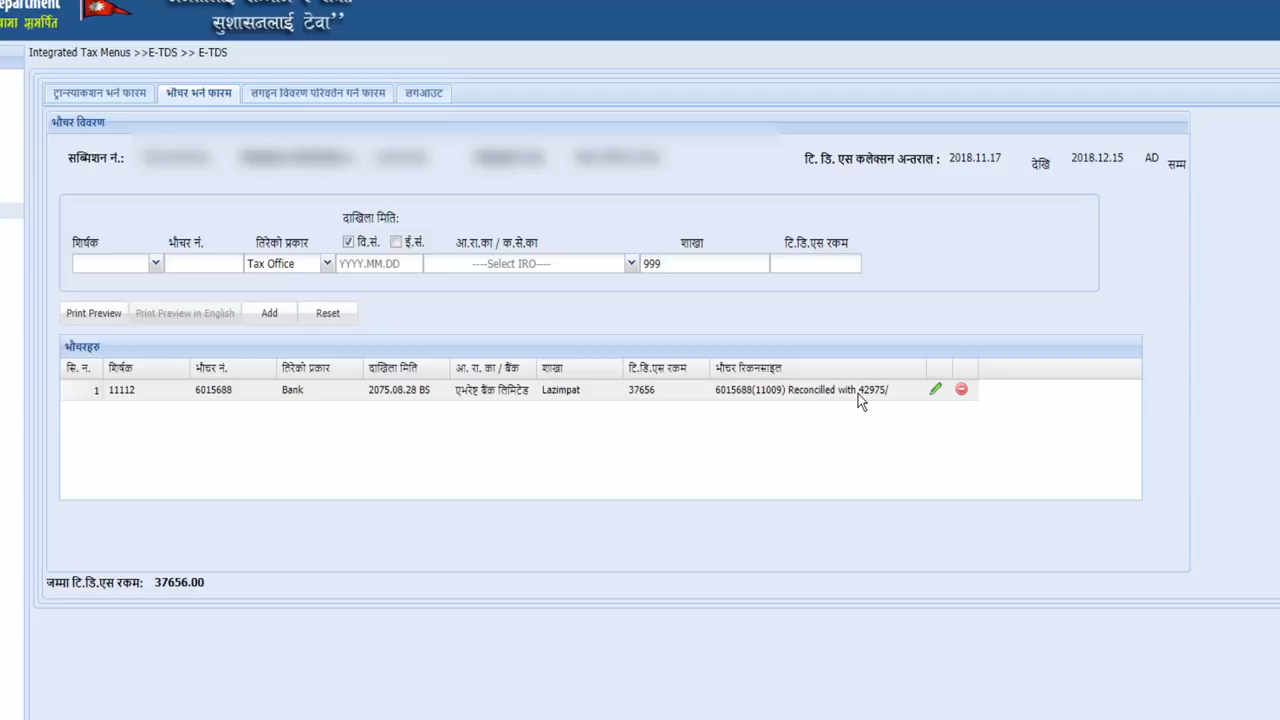 सुशासनलाई टेवा’’
Integrated Tax Menus >>E-TDS >> E-TDS
ट्रान्स्याकशन भर्ने फारम भौचर भर्ने फारम लगइन विवरण परिवर्तन गर्ने फारम लगआउट
भौचर विवरण
सब्मिशन नं.: टि. डि. एस कलेक्सन अन्तराल : 2018.11.17 देखि 2018.12.15 AD सम्म
दाखिला मिति:
शिर्षक भौचर नं. तिरेको प्रकार वि.सं. ई.सं. आ.रा.का / क.से.का शाखा टि.डि.एस रकम
Tax Office YYYY.MM.DD ----Select IRO---- 999
Print Preview Print Preview in English Add Reset
भौचरहरु
सि. न. शिर्षक भौचर नं. तिरेको प्रकार दाखिला मिति आ. रा. का / बैंक शाखा टि.डि.एस रकम भौचर रिकनसाइल
1 11112 6015688 Bank 2075.08.28 BS एभरेष्ट बैंक लिमिटेड Lazimpat 37656 6015688(11009) Reconcilled with 42975/
जम्मा टि.डि.एस रकम: 37656.00